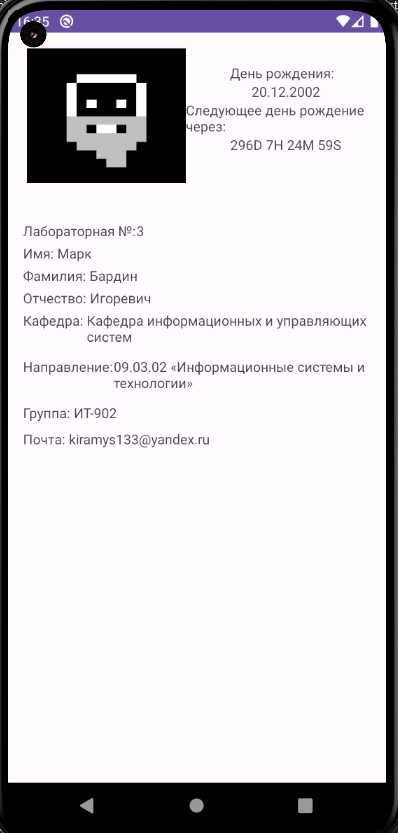 16:35
День рождения:
20.12.2002
Следующее день рождение
через:
296D 7H 24M 59S
Лабораторная №:3
Имя: Марк
Фамилия: Бардин
Отчество: Игоревич
Кафедра: Кафедра информационных и управляющих
систем
Направление:09.03.02 «Информационные системы и
технологии»
Группа: ИТ-902
Почта: kiramys133@yandex.ru